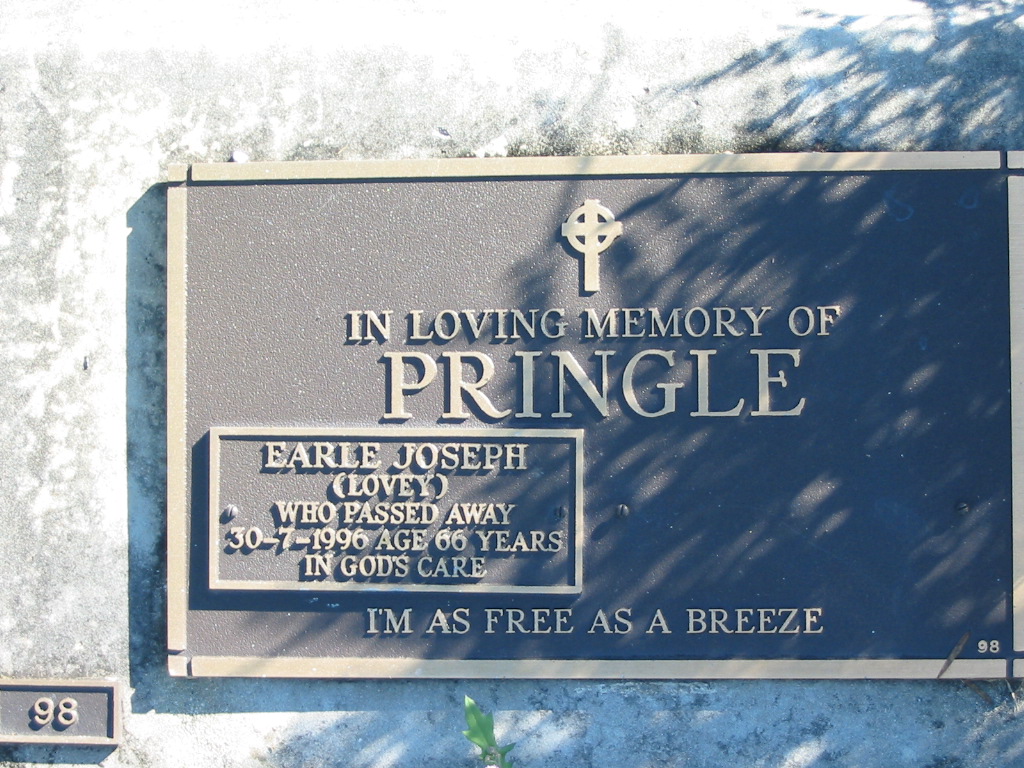 IN LOVING MEMORY OF
PRINGLE
EARLE JOSEPH
(LOVEY)
WHO PASSED AWAY
30-7-1996 AGE 66 YEARS
IN GOD'S CARE
I'M AS FREE AS A BREEZE
98
98